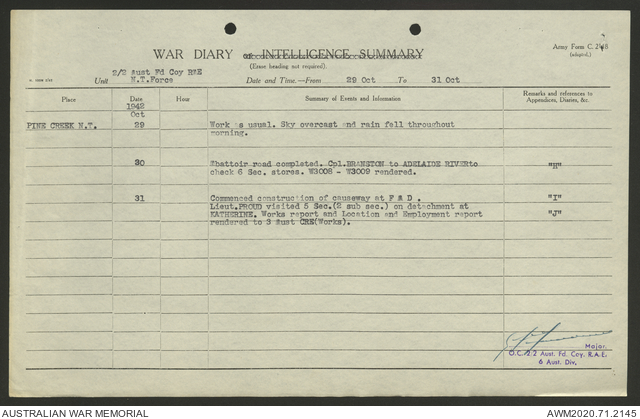 WAR DIARY or INTELLIGENCE SUMMARY
(Erase heading not required).
Army Form C. 2118
(adapted.)
Unit 2/2 Aust Fd Coy RAE
N.T.Force
Date and Time.—From 29 Oct To 31 Oct
Place Date Hour Summary of Events and Information Remarks and references to Appendices, Diaries, &c.
1942
Oct
PINE CREEK N.T. 29 Work as usual. Sky overcast and rain fell throughout
morning.
30 Abattoir road completed. Cpl.BRANSTON to ADELAIDE RIVERto "H"
check 6 Sec. stores. W3008 - W3009 rendered.
31 Commenced construction of causeway at F A D . "I"
Lieut.PROUD visited 5 Sec.(2 sub sec.) on detachment at
KATHERINE. Works report and Location and Employment report "J"
rendered to 3 Aust CRE(Works).
Major.
O.C. 2/2 Aust. Fd. Coy. R.A.E.
6 Aust. Div.
AUSTRALIAN WAR MEMORIAL
AWM2020.71.2145